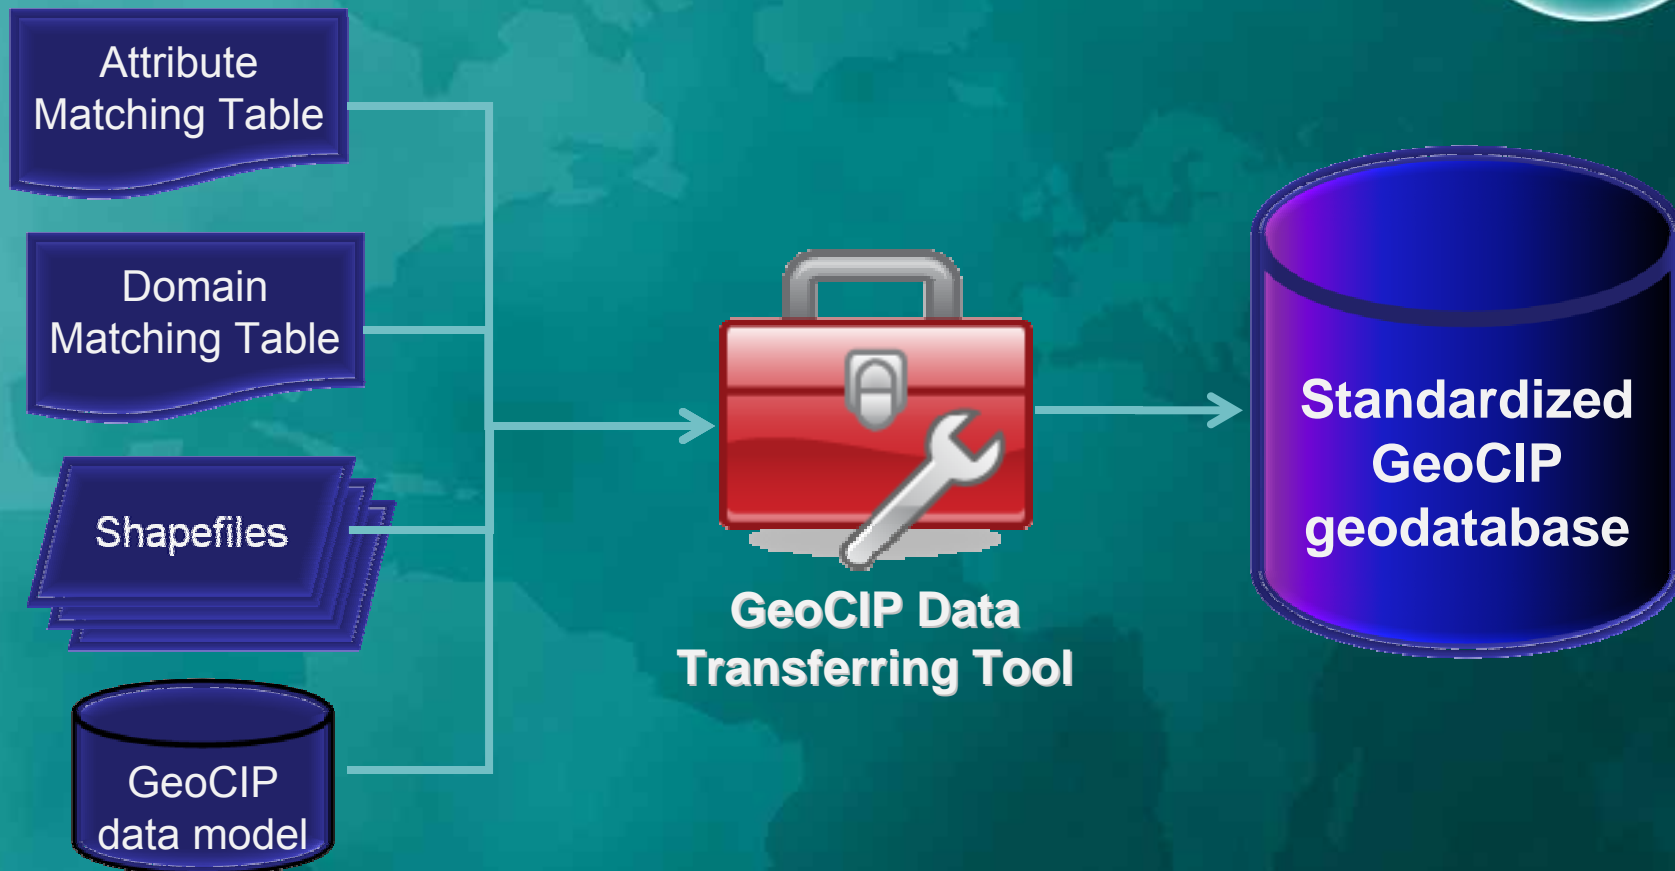 Attribute
Matching Table
Domain
Matching Table
Shapefiles
GeoCIP
data model
GeoCIP Data
Transferring Tool
Standardized
GeoCIP
geodatabase